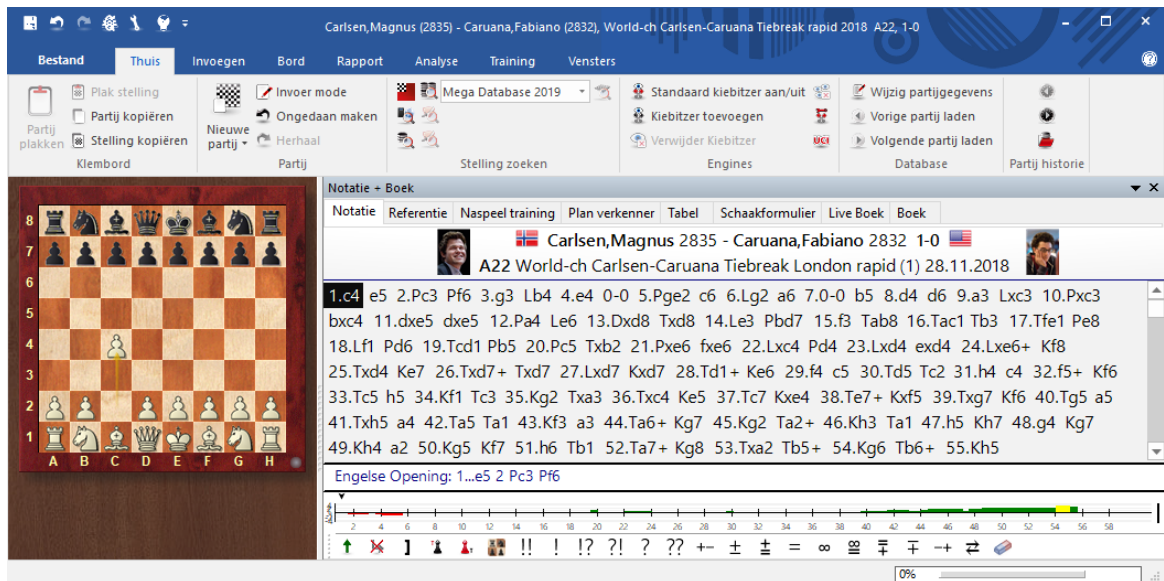 Carlsen,Magnus (2835) - Caruana,Fabiano (2832), World-ch Carlsen-Caruana Tiebreak rapid 2018  A22, 1-0
Bestand Thuis Invoegen Bord Rapport Analyse Training Vensters
Partij plakken
Plak stelling
Partij kopiëren
Stelling kopiëren
Klembord
Nieuwe partij
Invoer mode
Ongedaan maken
Herhaal
Partij
Mega Database 2019
Stelling zoeken
Standaard kiebitzer aan/uit
Kiebitzer toevoegen
Verwijder Kiebitzer
UCI
Engines
Wijzig partijgegevens
Vorige partij laden
Volgende partij laden
Database
Partij historie
8
7
6
5
4
3
2
1
A B C D E F G H
Notatie + Boek
Notatie Referentie Naspeel training Plan verkenner Tabel Schaakformulier Live Boek Boek
Carlsen,Magnus 2835 - Caruana,Fabiano 2832 1-0
A22 World-ch Carlsen-Caruana Tiebreak London rapid (1) 28.11.2018
1.c4 e5 2.Pc3 Pf6 3.g3 Lb4 4.e4 0-0 5.Pge2 c6 6.Lg2 a6 7.0-0 b5 8.d4 d6 9.a3 Lxc3 10.Pxc3
bxc4 11.dxe5 dxe5 12.Pa4 Le6 13.Dxd8 Txd8 14.Le3 Pbd7 15.f3 Tab8 16.Tac1 Tb3 17.Tfe1 Pe8
18.Lf1 Pd6 19.Tcd1 Pb5 20.Pc5 Txb2 21.Pxe6 fxe6 22.Lxc4 Pd4 23.Lxd4 exd4 24.Lxe6+ Kf8
25.Txd4 Ke7 26.Txd7+ Txd7 27.Lxd7 Kxd7 28.Td1+ Ke6 29.f4 c5 30.Td5 Tc2 31.h4 c4 32.f5+ Kf6
33.Tc5 h5 34.Kf1 Tc3 35.Kg2 Txa3 36.Txc4 Ke5 37.Tc7 Kxe4 38.Te7+ Kxf5 39.Txg7 Kf6 40.Tg5 a5
41.Txh5 a4 42.Ta5 Ta1 43.Kf3 a3 44.Ta6+ Kg7 45.Kg2 Ta2+ 46.Kh3 Ta1 47.h5 Kh7 48.g4 Kg7
49.Kh4 a2 50.Kg5 Kf7 51.h6 Tb1 52.Ta7+ Kg8 53.Txa2 Tb5+ 54.Kg6 Tb6+ 55.Kh5
Engelse Opening: 1...e5 2 Pc3 Pf6
2 4 6 8 10 12 14 16 18 20 22 24 26 28 30 32 34 36 38 40 42 44 46 48 50 52 54 56 58
] !! ! !? ?! ? ?? +- ± ⩲ = ∞ ⯹ ∓ ⩱ -+ ⇄
0%